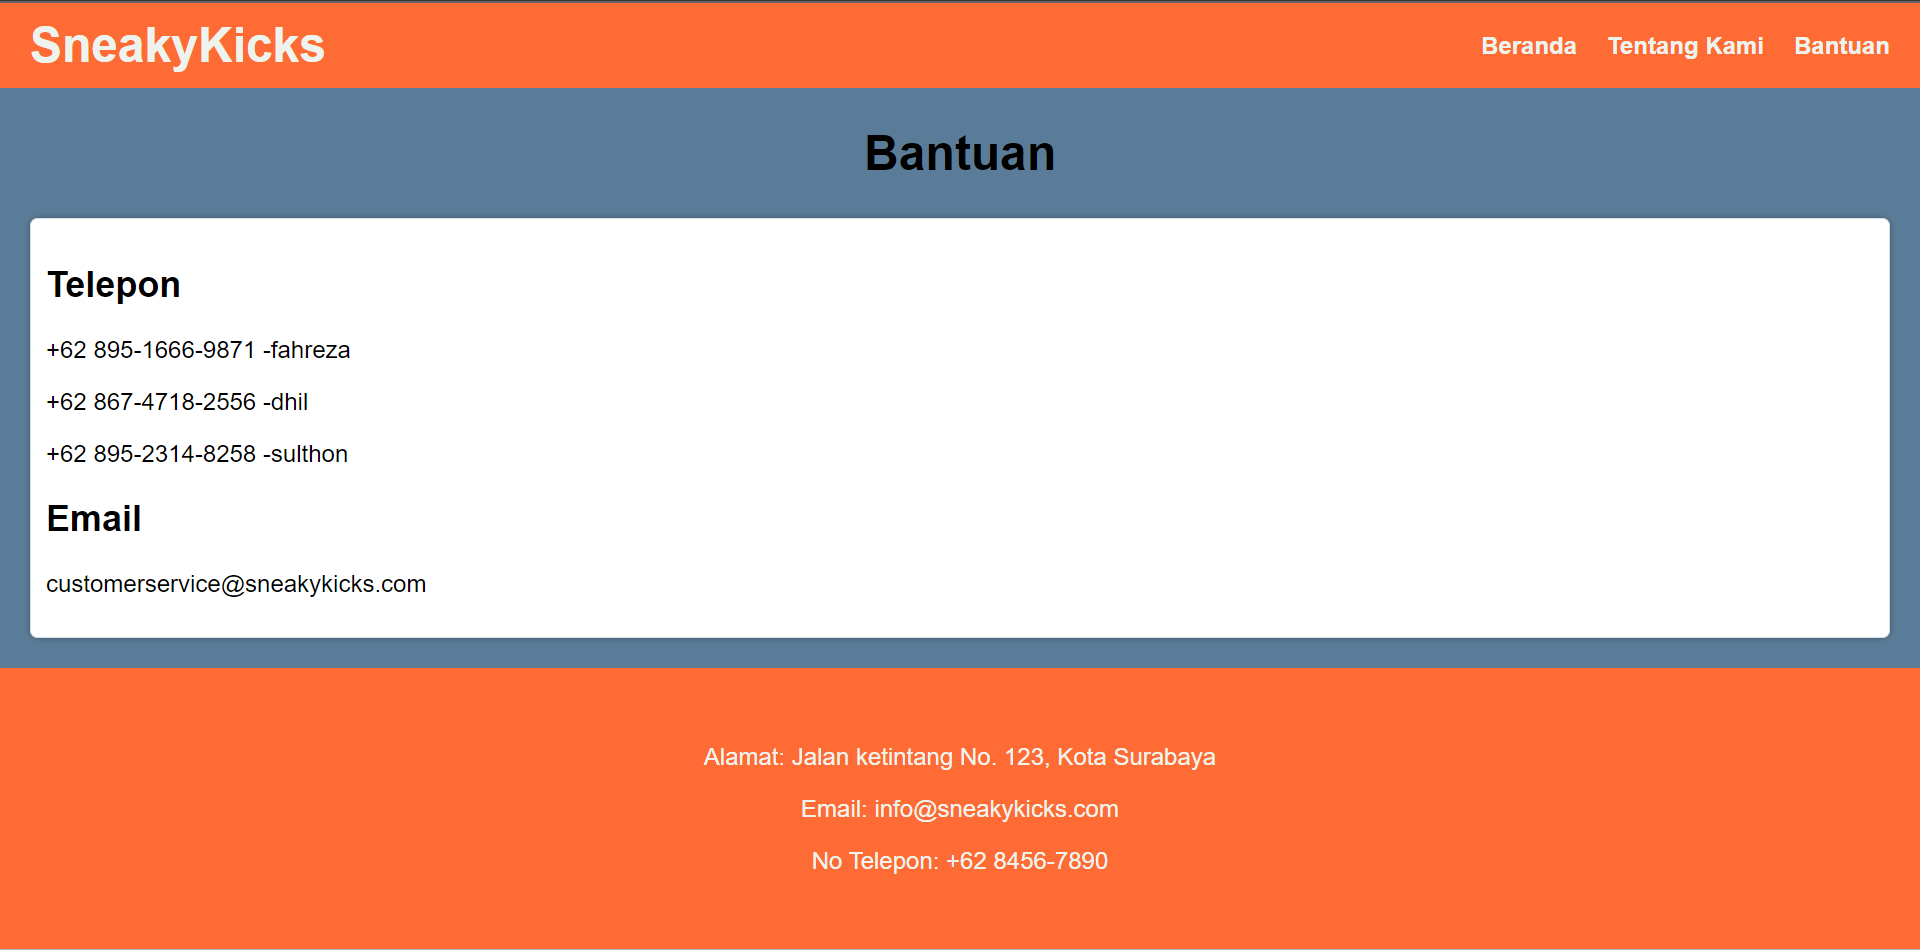 SneakyKicks
Beranda Tentang Kami Bantuan
Bantuan
Telepon
+62 895-1666-9871 -fahreza
+62 867-4718-2556 -dhil
+62 895-2314-8258 -sulthon
Email
customerservice@sneakykicks.com
Alamat: Jalan ketintang No. 123, Kota Surabaya
Email: info@sneakykicks.com
No Telepon: +62 8456-7890